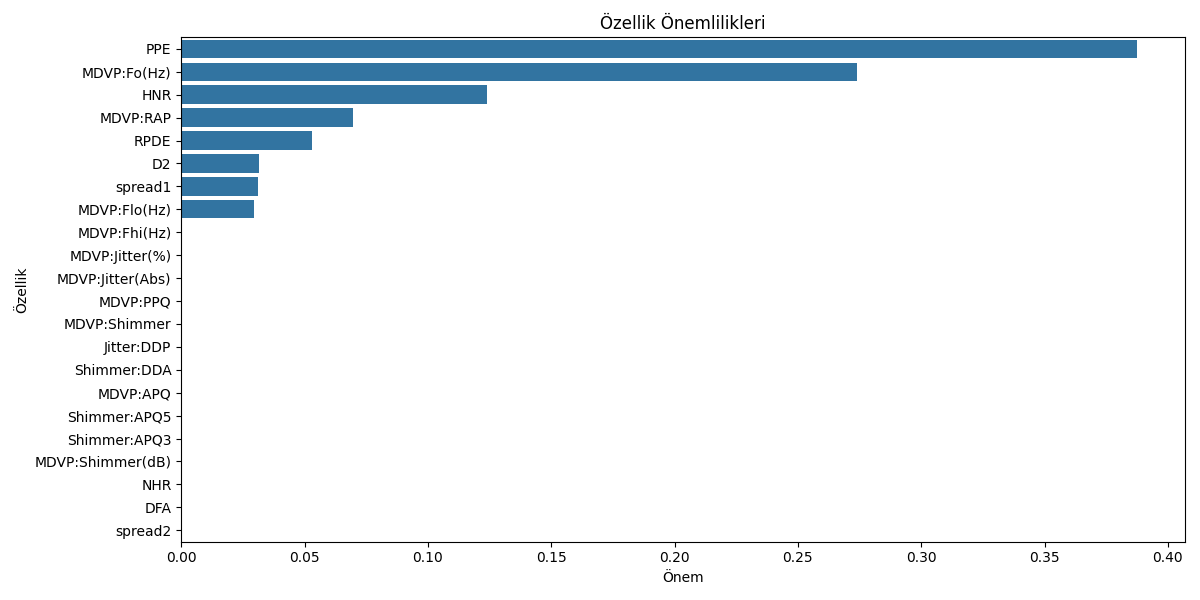 Özellik Önemlilikleri
PPE
MDVP:Fo(Hz)
HNR
MDVP:RAP
RPDE
D2
spread1
MDVP:Flo(Hz)
MDVP:Fhi(Hz)
MDVP:Jitter(%)
MDVP:Jitter(Abs)
MDVP:PPQ
MDVP:Shimmer
Jitter:DDP
Shimmer:DDA
MDVP:APQ
Shimmer:APQ5
Shimmer:APQ3
MDVP:Shimmer(dB)
NHR
DFA
spread2
Özellik
0.00 0.05 0.10 0.15 0.20 0.25 0.30 0.35 0.40
Önem